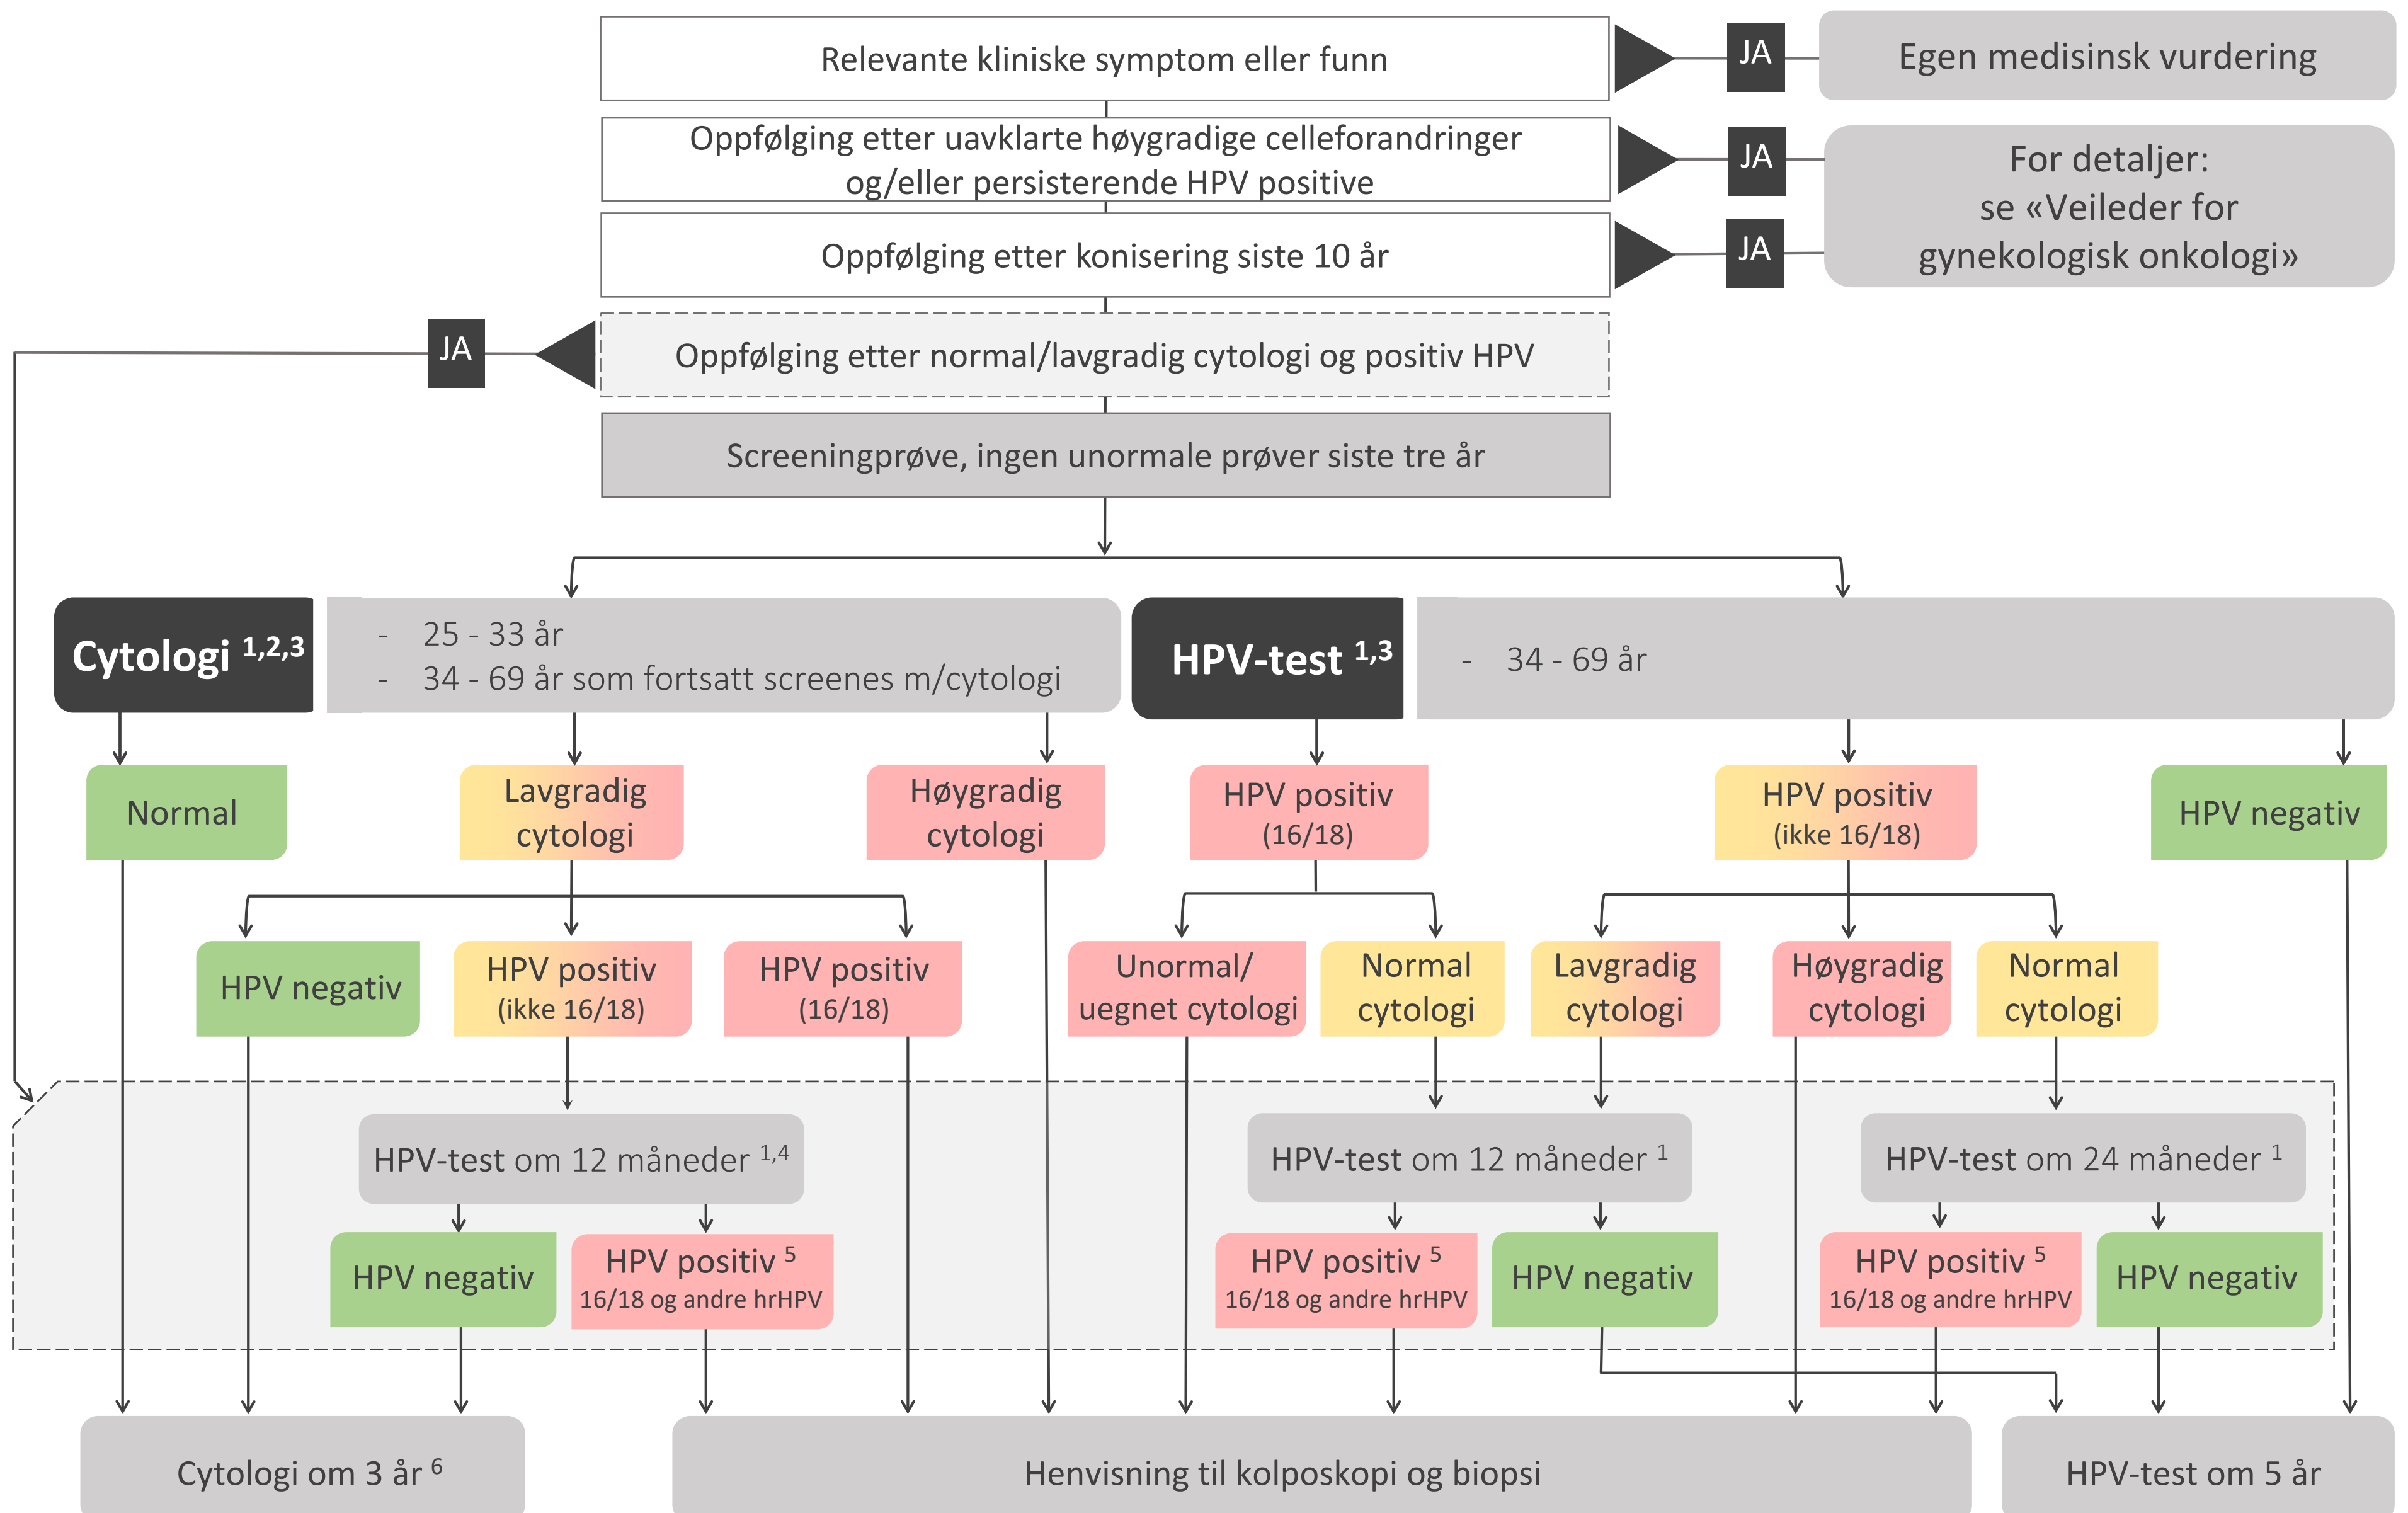 Relevante kliniske symptom eller funn
JA
Egen medisinsk vurdering
Oppfølging etter uavklarte høygradige celleforandringer
og/eller persisterende HPV positive
JA
For detaljer:
se «Veileder for
gynekologisk onkologi»
Oppfølging etter konisering siste 10 år
JA
JA
Oppfølging etter normal/lavgradig cytologi og positiv HPV
Screeningprøve, ingen unormale prøver siste tre år
Cytologi 1,2,3
- 25 - 33 år
- 34 - 69 år som fortsatt screenes m/cytologi
HPV-test 1,3
- 34 - 69 år
Normal
Lavgradig
cytologi
Høygradig
cytologi
HPV positiv
(16/18)
HPV positiv
(ikke 16/18)
HPV negativ
HPV negativ
HPV positiv
(ikke 16/18)
HPV positiv
(16/18)
Unormal/
uegnet cytologi
Normal
cytologi
Lavgradig
cytologi
Høygradig
cytologi
Normal
cytologi
HPV-test om 12 måneder 1,4
HPV-test om 12 måneder 1
HPV-test om 24 måneder 1
HPV negativ
HPV positiv 5
16/18 og andre hrHPV
HPV positiv 5
16/18 og andre hrHPV
HPV negativ
HPV positiv 5
16/18 og andre hrHPV
HPV negativ
Cytologi om 3 år 6
Henvisning til kolposkopi og biopsi
HPV-test om 5 år